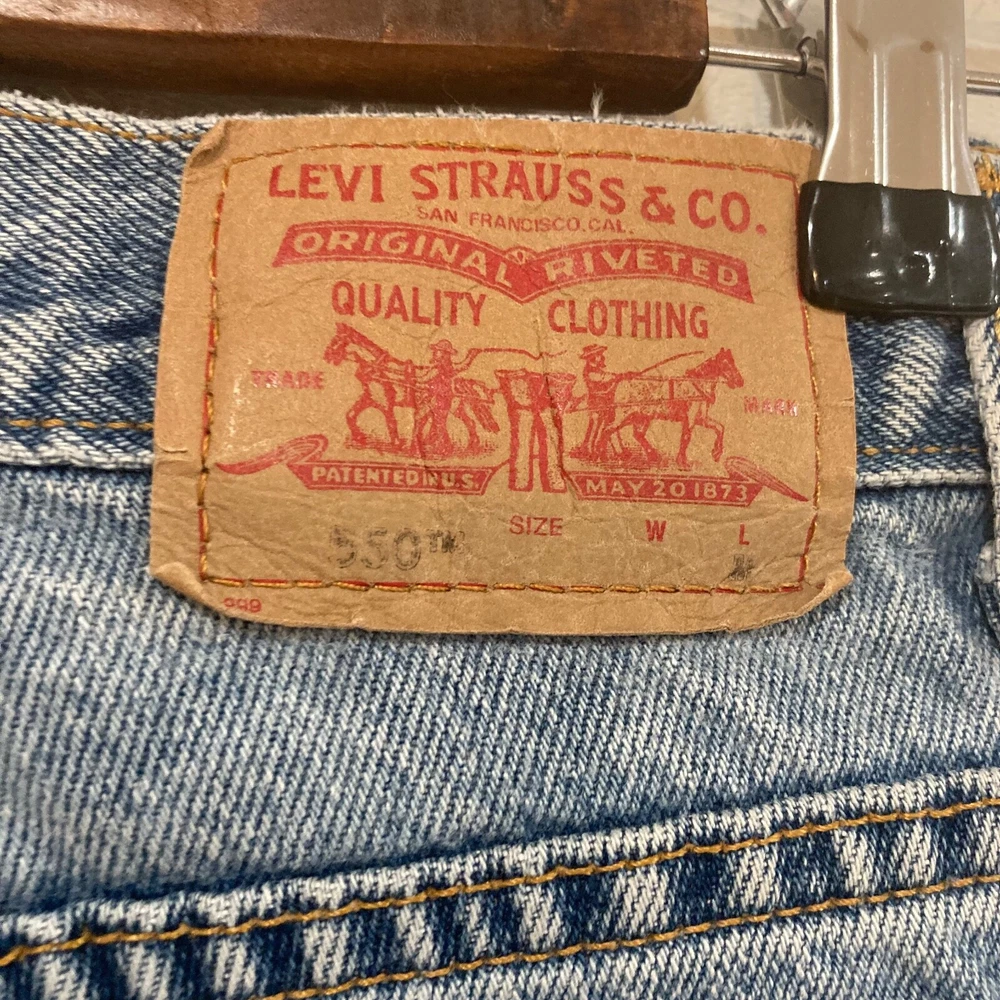 LEVI STRAUSS & CO.
SAN FRANCISCO, CAL.
ORIGINAL RIVETED
QUALITY CLOTHING
TRADE MARK
PATENTED IN U.S. MAY 20 1873
SIZE W L
550™